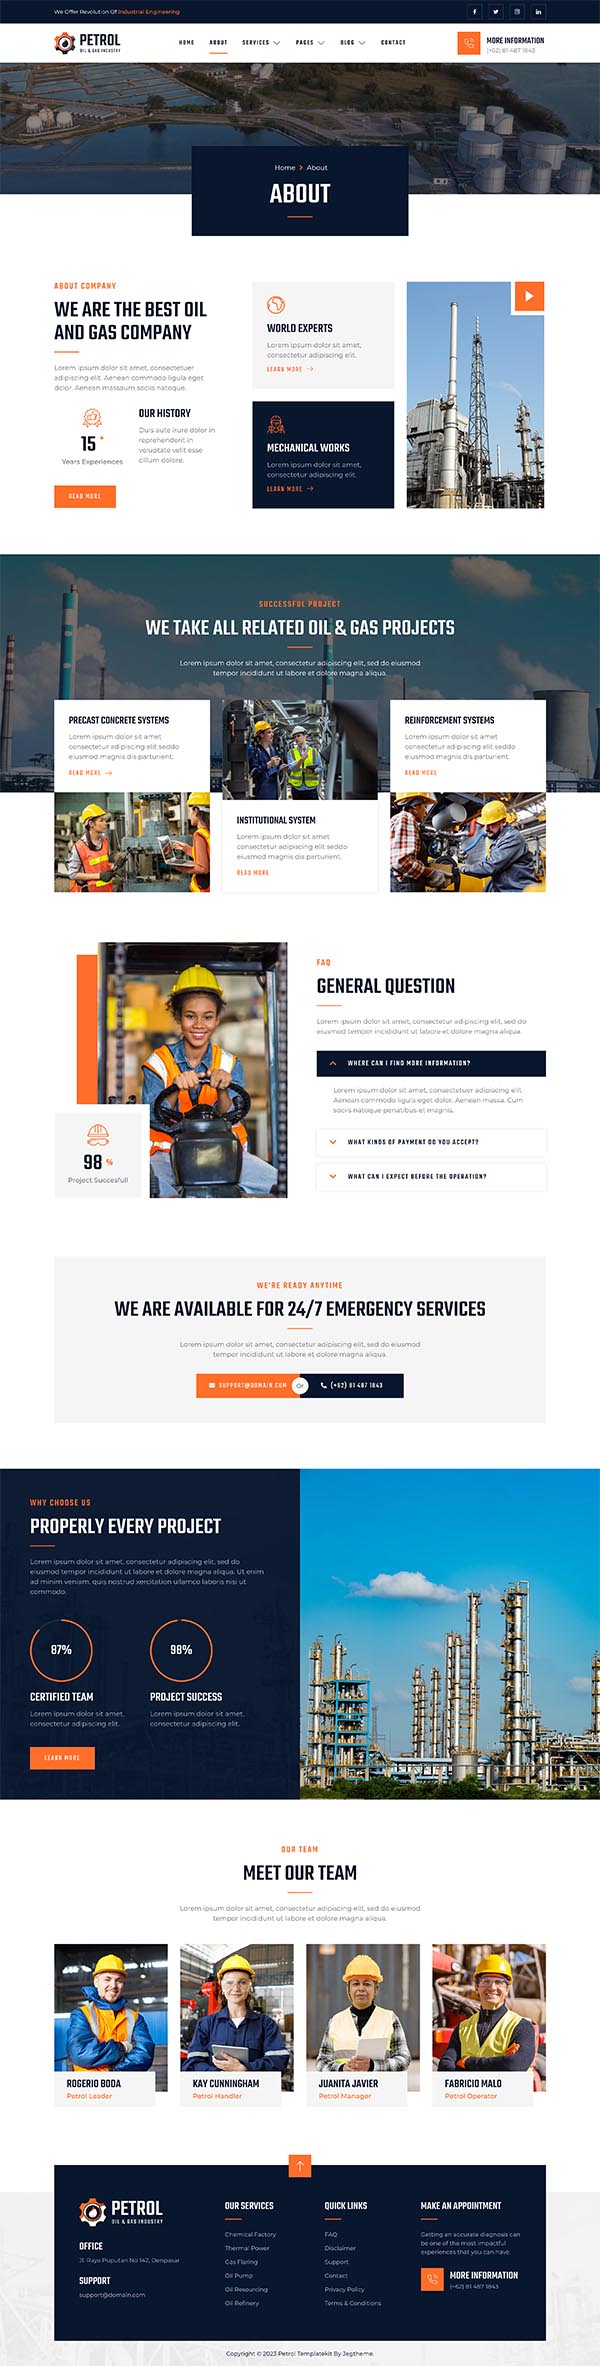 We Offer Revolution Of Industrial Engineering
PETROL
OIL & GAS INDUSTRY
HOME ABOUT SERVICES PAGES BLOG CONTACT
MORE INFORMATION
(+62) 81 487 1843
Home > About
ABOUT
ABOUT COMPANY
WE ARE THE BEST OIL
AND GAS COMPANY
Lorem ipsum dolor sit amet, consectetuer
adipiscing elit. Aenean commodo ligula eget
dolor. Aenean massaum sociis natoque.
15 +
Years Experiences
OUR HISTORY
Duis aute irure dolor in
reprehenderit in
voluptate velit esse
cillum dolore.
READ MORE
WORLD EXPERTS
Lorem ipsum dolor sit amet,
consectetur adipiscing elit.
LEARN MORE
MECHANICAL WORKS
Lorem ipsum dolor sit amet,
consectetur adipiscing elit.
LEARN MORE
SUCCESSFUL PROJECT
WE TAKE ALL RELATED OIL & GAS PROJECTS
Lorem ipsum dolor sit amet, consectetur adipiscing elit, sed do eiusmod
tempor incididunt ut labore et dolore magna aliqua.
PRECAST CONCRETE SYSTEMS
Lorem ipsum dolor sit amet
consectetur adipiscing elit seddo
eiusmod magnis dis parturient.
READ MORE
INSTITUTIONAL SYSTEM
Lorem ipsum dolor sit amet
consectetur adipiscing elit seddo
eiusmod magnis dis parturient.
READ MORE
REINFORCEMENT SYSTEMS
Lorem ipsum dolor sit amet
consectetur adipiscing elit seddo
eiusmod magnis dis parturient.
READ MORE
98 %
Project Succesfull
FAQ
GENERAL QUESTION
Lorem ipsum dolor sit amet, consectetur adipiscing elit, sed do
eiusmod tempor incididunt ut labore et dolore magna aliqua.
WHERE CAN I FIND MORE INFORMATION?
Lorem ipsum dolor sit amet, consectetuer adipiscing elit.
Aenean commodo ligula eget dolor. Aenean massa. Cum
sociis natoque penatibus et magnis.
WHAT KINDS OF PAYMENT DO YOU ACCEPT?
WHAT CAN I EXPECT BEFORE THE OPERATION?
WE'RE READY ANYTIME
WE ARE AVAILABLE FOR 24/7 EMERGENCY SERVICES
Lorem ipsum dolor sit amet, consectetur adipiscing elit, sed do eiusmod
tempor incididunt ut labore et dolore magna aliqua.
SUPPORT@DOMAIN.COM Or (+62) 81 487 1843
WHY CHOOSE US
PROPERLY EVERY PROJECT
Lorem ipsum dolor sit amet, consectetur adipiscing elit, sed do
eiusmod tempor incididunt ut labore et dolore magna aliqua. Ut enim
ad minim veniam, quis nostrud xercitation ullamco laboris nisi ut
commodo.
87%
CERTIFIED TEAM
Lorem ipsum dolor sit amet,
consectetur adipiscing elit.
98%
PROJECT SUCCESS
Lorem ipsum dolor sit amet,
consectetur adipiscing elit.
LEARN MORE
OUR TEAM
MEET OUR TEAM
Lorem ipsum dolor sit amet, consectetur adipiscing elit, sed do eiusmod
tempor incididunt ut labore et dolore magna aliqua.
ROGERIO BODA
Petrol Leader
KAY CUNNINGHAM
Petrol Handler
JUANITA JAVIER
Petrol Manager
FABRICIO MALO
Petrol Operator
PETROL
OIL & GAS INDUSTRY
OFFICE
Jl. Raya Puputan No 142, Denpasar
SUPPORT
support@domain.com
OUR SERVICES
Chemical Factory
Thermal Power
Gas Flaring
Oil Pump
Oil Resourcing
Oil Refinery
QUICK LINKS
FAQ
Disclaimer
Support
Contact
Privacy Policy
Terms & Conditions
MAKE AN APPOINTMENT
Getting an accurate diagnosis can
be one of the most impactful
experiences that you can have.
MORE INFORMATION
(+62) 81 487 1843
Copyright © 2023 Petrol Templatekit By Jegtheme.